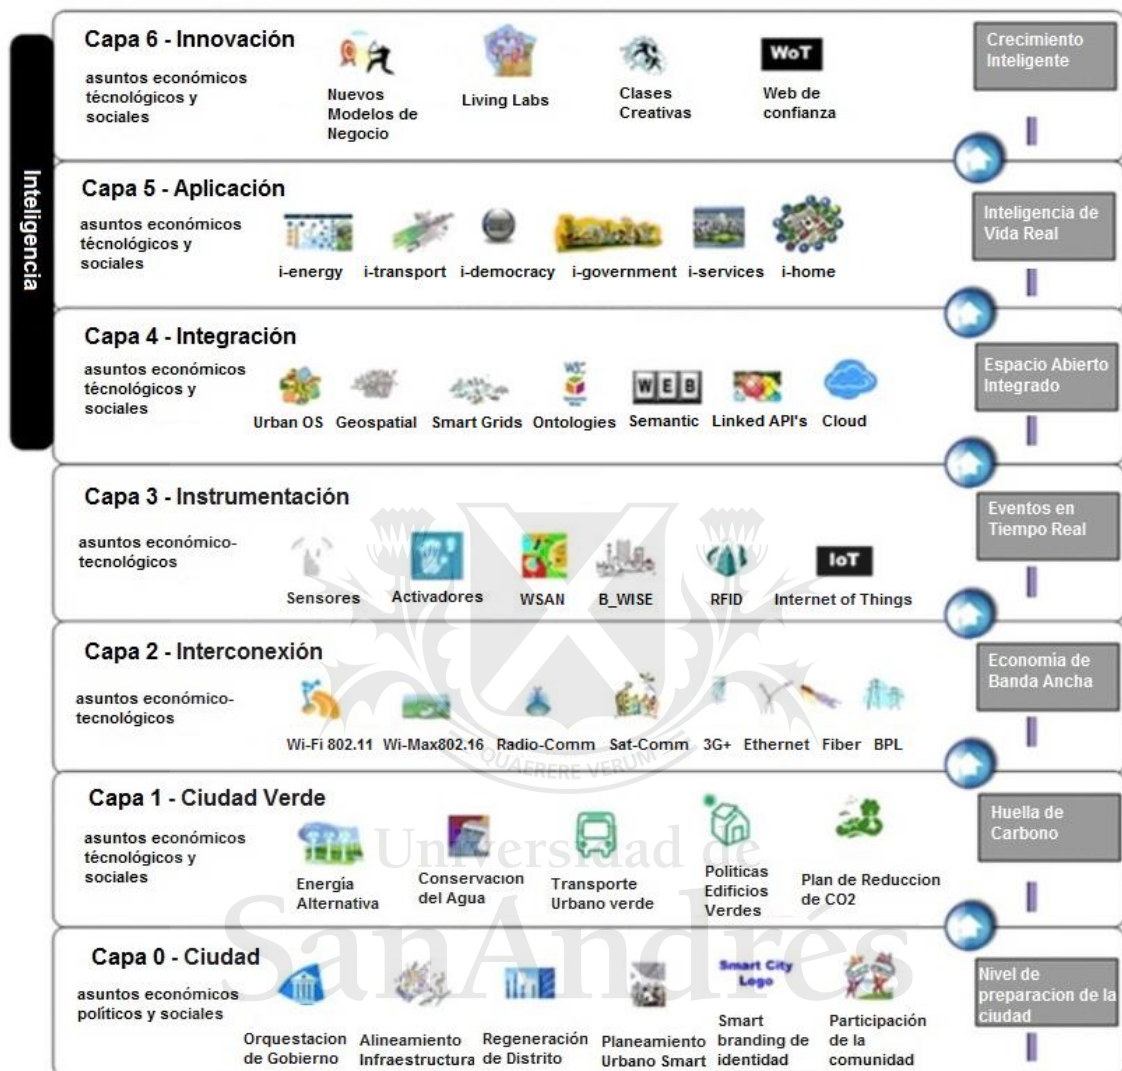 Inteligencia
Capa 6 - Innovación
asuntos económicos
técnológicos y
sociales
Nuevos
Modelos de
Negocio
Living Labs
Clases
Creativas
WoT
Web de
confianza
Crecimiento
Inteligente
Capa 5 - Aplicación
asuntos económicos
técnológicos y
sociales
i-energy
i-transport
i-democracy
i-government
i-services
i-home
Inteligencia de
Vida Real
Capa 4 - Integración
asuntos económicos
técnológicos y
sociales
Urban OS
Geospatial
Smart Grids
W3C
Ontologies
WEB
Semantic
Linked API's
Cloud
Espacio Abierto
Integrado
Capa 3 - Instrumentación
asuntos económico-
tecnológicos
Sensores
Activadores
WSAN
B_WISE
RFID
IoT
Internet of Things
Eventos en
Tiempo Real
Capa 2 - Interconexión
asuntos económico-
tecnológicos
Wi-Fi 802.11
Wi-Max802.16
Radio-Comm
Sat-Comm
3G+
Ethernet
Fiber
BPL
Economía de
Banda Ancha
QUAERERE VERUM
Capa 1 - Ciudad Verde
asuntos económicos
técnológicos y
sociales
Energía
Alternativa
Conservacion
del Agua
Transporte
Urbano verde
Politicas
Edificios
Verdes
Plan de Reduccion
de CO2
Huella de
Carbono
Universidad de
SanAndrés
Capa 0 - Ciudad
asuntos económicos
políticos y sociales
Orquestacion
de Gobierno
Alineamiento
Infraestructura
Regeneración
de Distrito
Planeamiento
Urbano Smart
Smart City
Logo
Smart
branding de
identidad
Participación
de la
comunidad
Nivel de
preparacion de la
ciudad